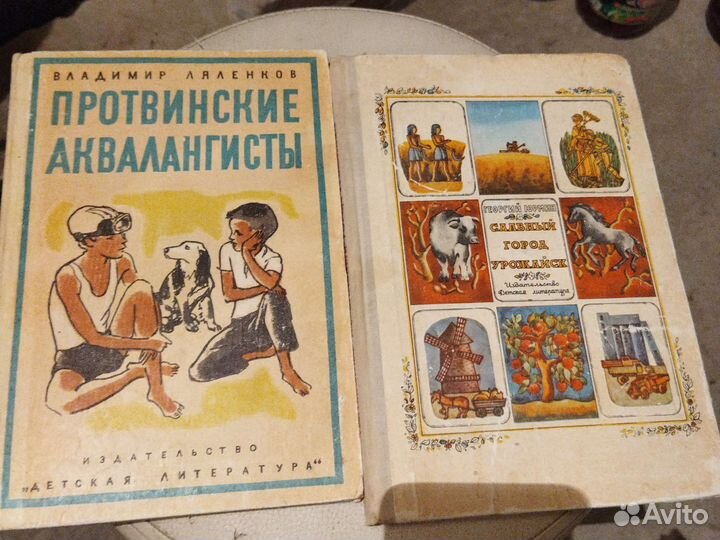 ВЛАДИМИР ЛЯЛЕНКОВ
ПРОТВИНСКИЕ
АКВАЛАНГИСТЫ
ИЗДАТЕЛЬСТВО
„ДЕТСКАЯ ЛИТЕРАТУРА“
ГЕОРГИЙ ЮРМИН
СЛАВНЫЙ
ГОРОД
УРОЖАЙСК
Издательство
Детская литература
Avito